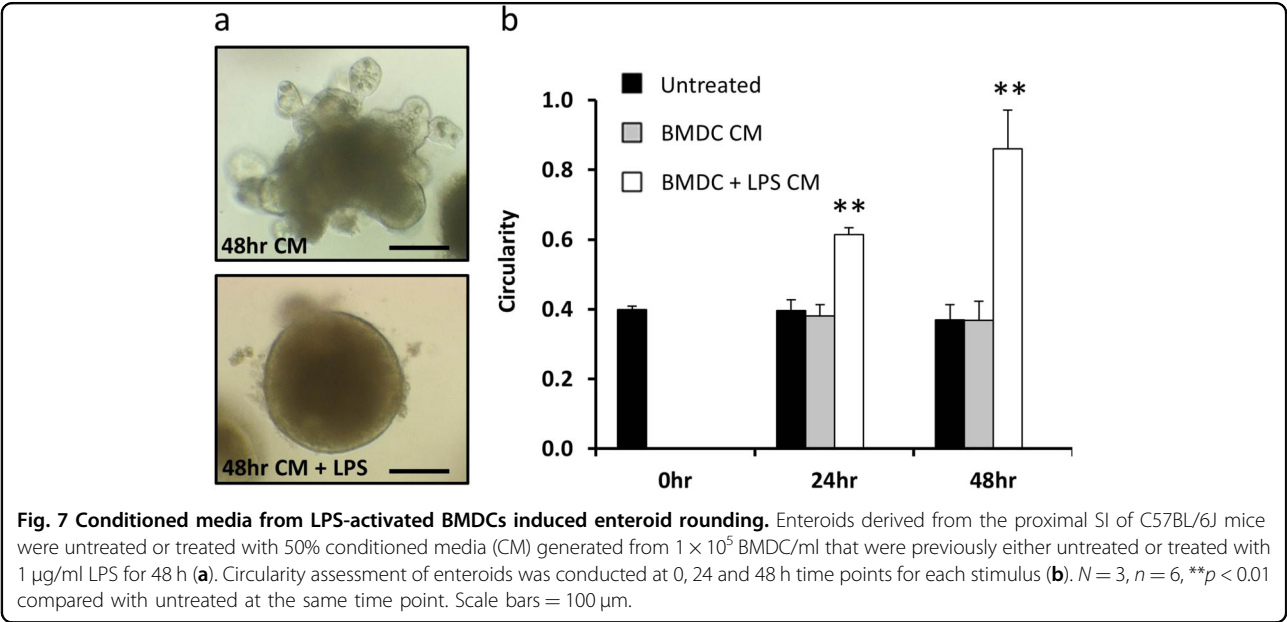 a
48hr CM
48hr CM + LPS
b
Untreated
BMDC CM
BMDC + LPS CM
Circularity
1.0
0.8
0.6
0.4
0.2
0.0
**
**
0hr 24hr 48hr
Fig. 7 Conditioned media from LPS-activated BMDCs induced enteroid rounding. Enteroids derived from the proximal SI of C57BL/6J mice
were untreated or treated with 50% conditioned media (CM) generated from 1 × 10⁵ BMDC/ml that were previously either untreated or treated with
1 μg/ml LPS for 48 h (a). Circularity assessment of enteroids was conducted at 0, 24 and 48 h time points for each stimulus (b). N = 3, n = 6, **p < 0.01
compared with untreated at the same time point. Scale bars = 100 μm.